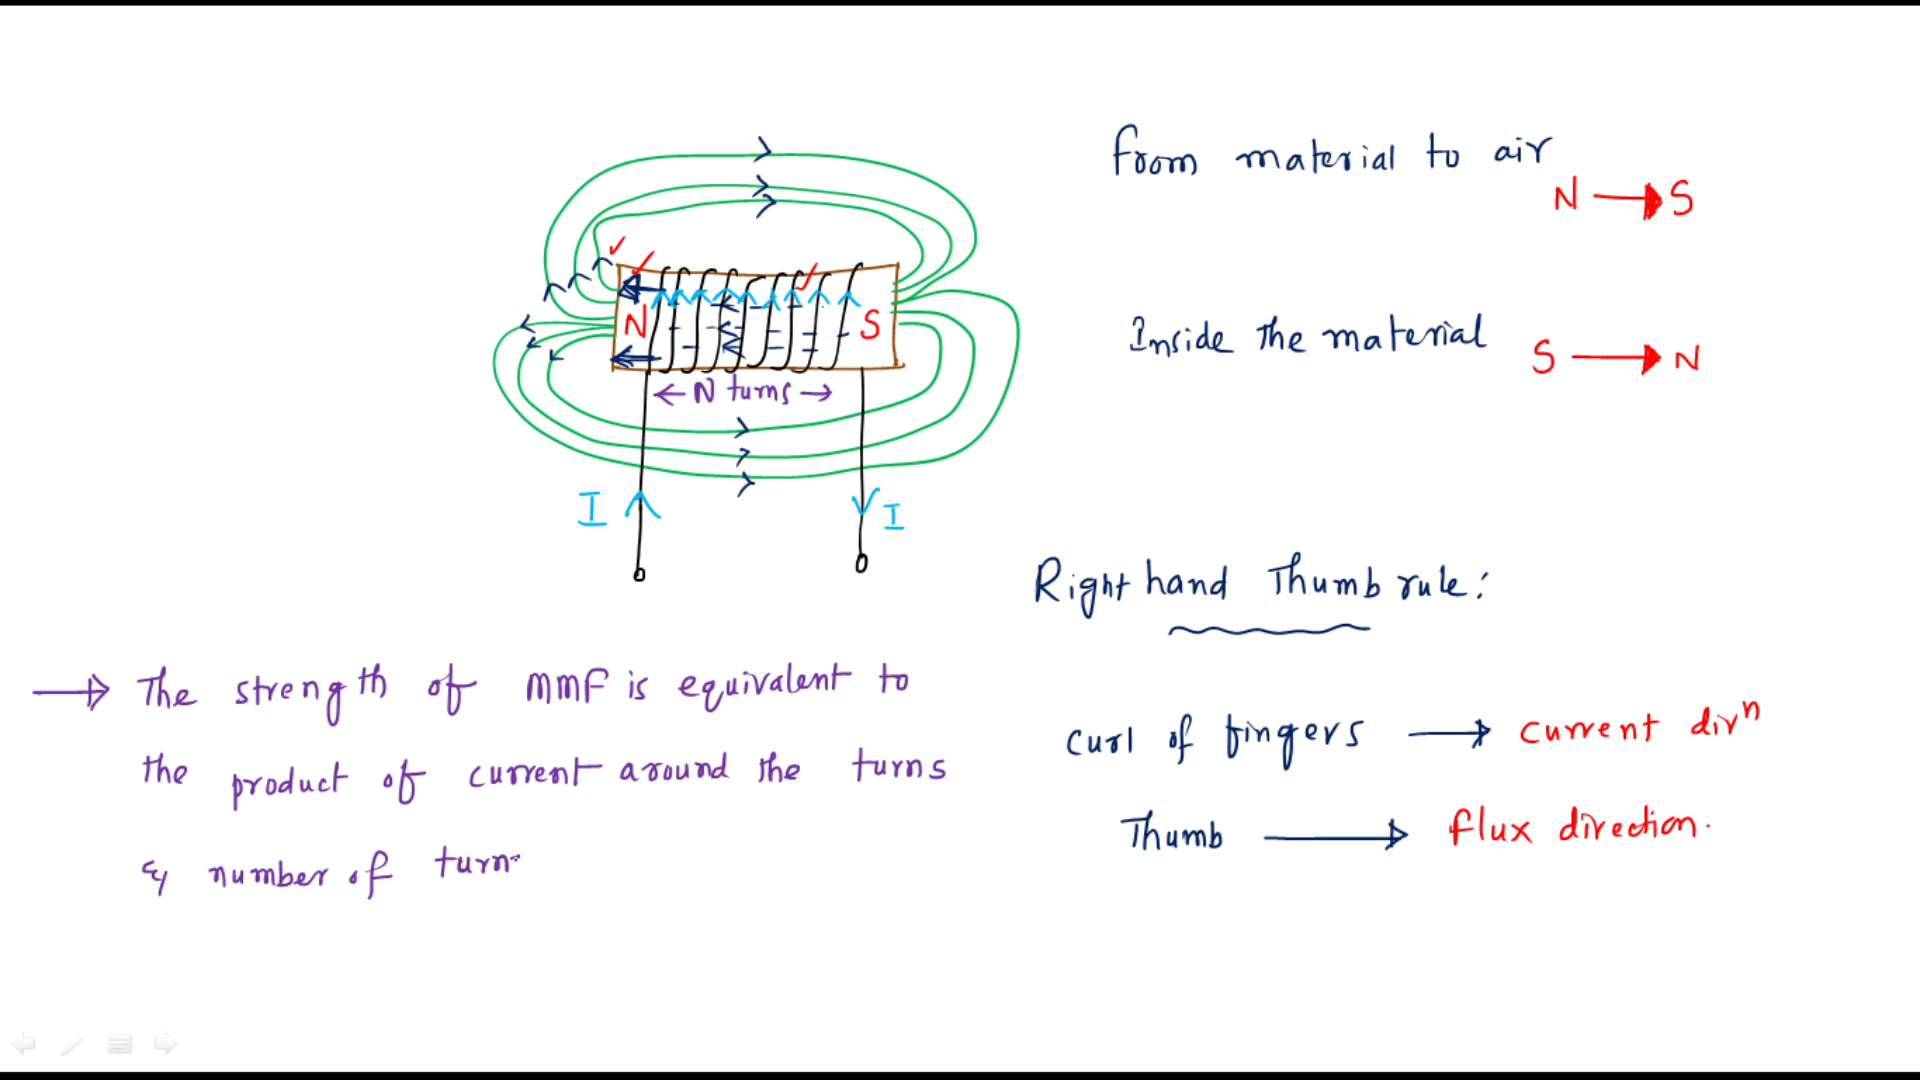 from material to air
N → S
N S
Inside the material
S → N
← N turns →
I I
Right hand Thumb rule:
→ The strength of MMF is equivalent to
the product of current around the turns
& number of turn
curl of fingers → current dirⁿ
Thumb → flux direction.